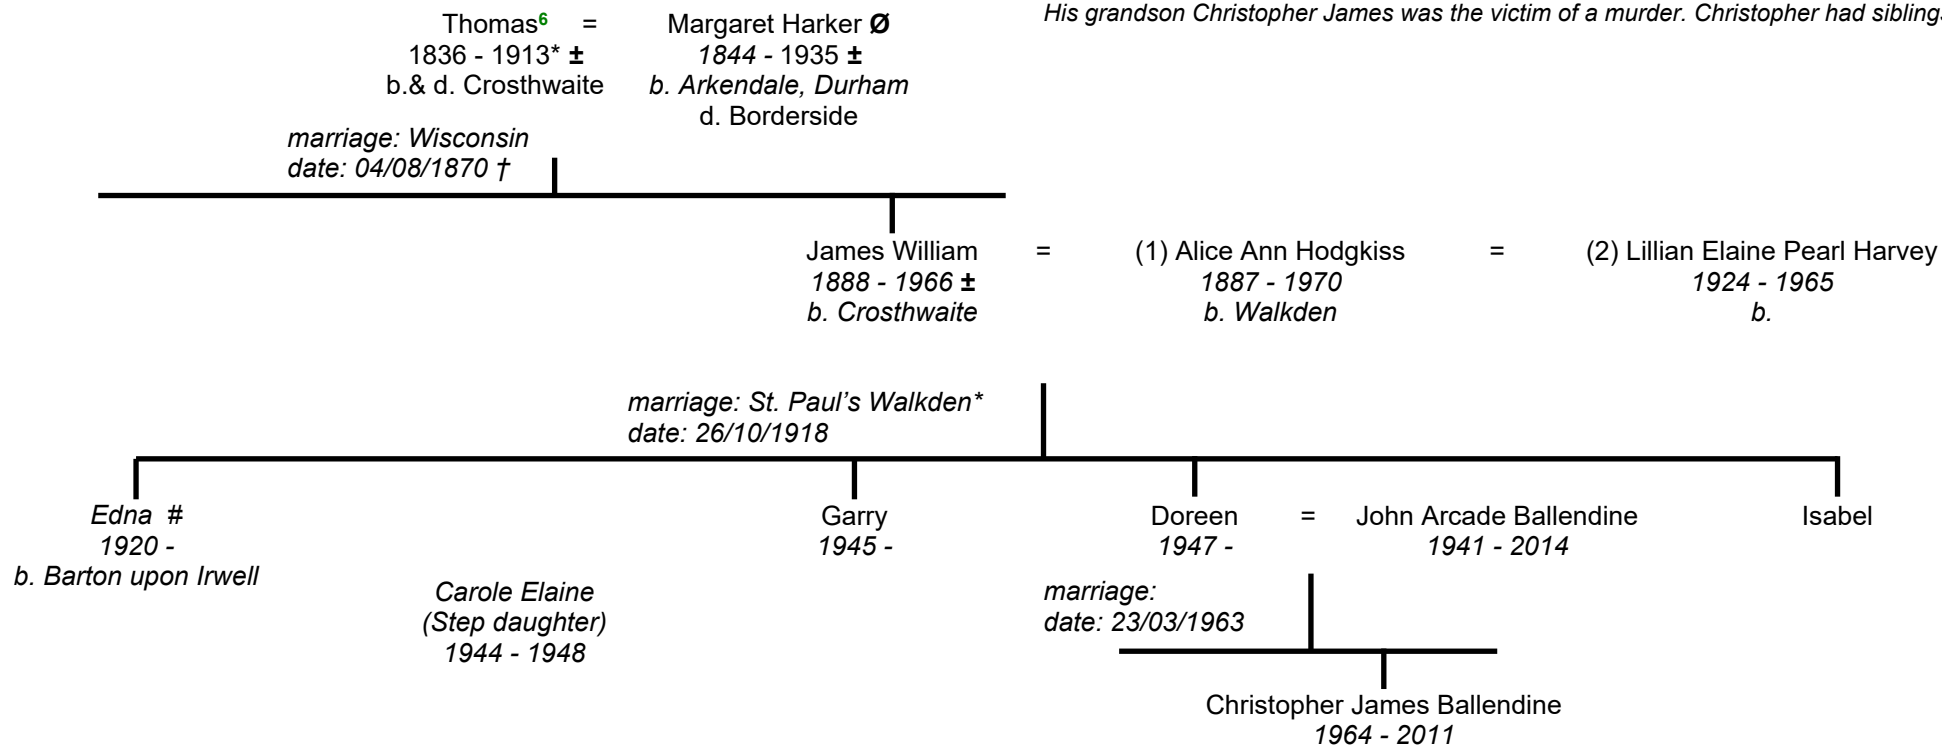 His grandson Christopher James was the victim of a murder. Christopher had siblings
Thomas⁶ = Margaret Harker Ø
1836 - 1913* ± 1844 - 1935 ±
b.& d. Crosthwaite b. Arkendale, Durham
d. Borderside
marriage: Wisconsin
date: 04/08/1870 †
James William = (1) Alice Ann Hodgkiss = (2) Lillian Elaine Pearl Harvey
1888 - 1966 ± 1887 - 1970 1924 - 1965
b. Crosthwaite b. Walkden b.
marriage: St. Paul's Walkden*
date: 26/10/1918
Edna # Garry Doreen = John Arcade Ballendine Isabel
1920 - 1945 - 1947 - 1941 - 2014
b. Barton upon Irwell
Carole Elaine
(Step daughter)
1944 - 1948
marriage:
date: 23/03/1963
Christopher James Ballendine
1964 - 2011